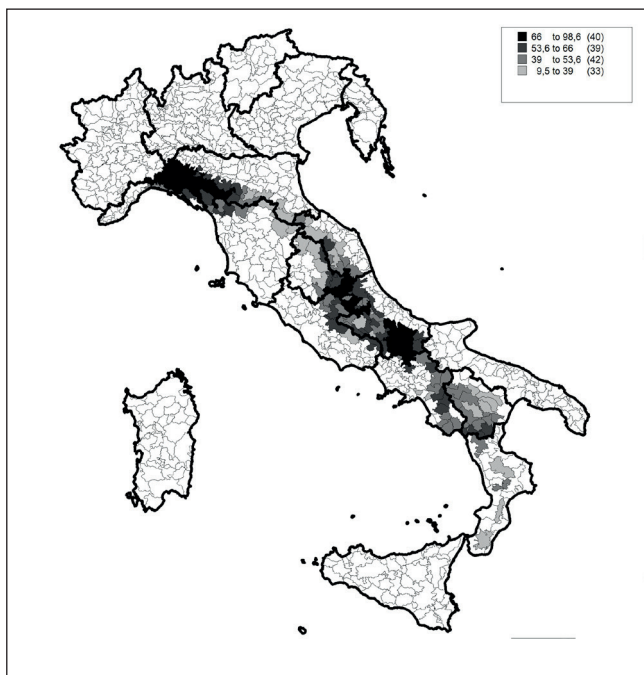 66 to 98,6 (40)
53,6 to 66 (39)
39 to 53,6 (42)
9,5 to 39 (33)